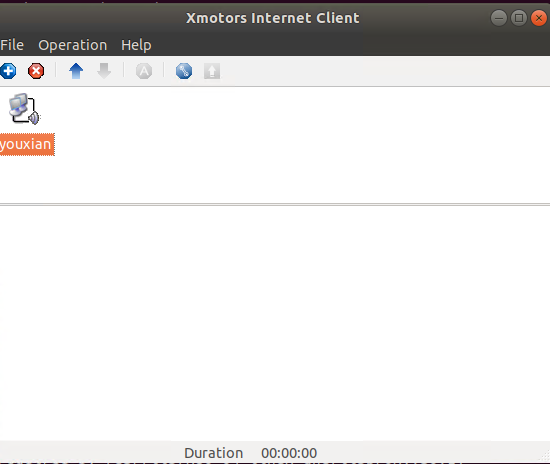 Xmotors Internet Client
File Operation Help
A
youxian
Duration 00:00:00